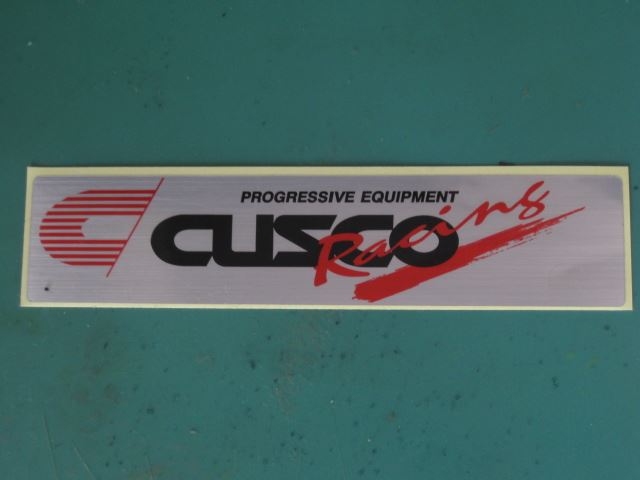 PROGRESSIVE EQUIPMENT
CUSCO
Racing